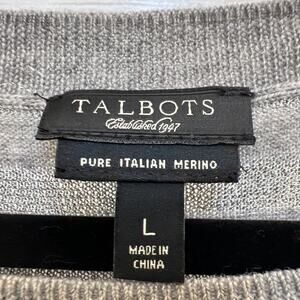 TALBOTS
Established 1947
PURE ITALIAN MERINO
L
MADE IN
CHINA